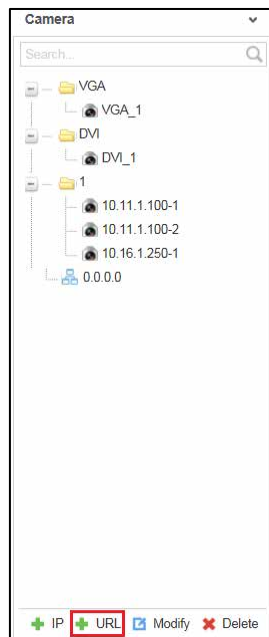 Camera
Search...
VGA
VGA_1
DVI
DVI_1
1
10.11.1.100-1
10.11.1.100-2
10.16.1.250-1
0.0.0.0
IP URL Modify Delete